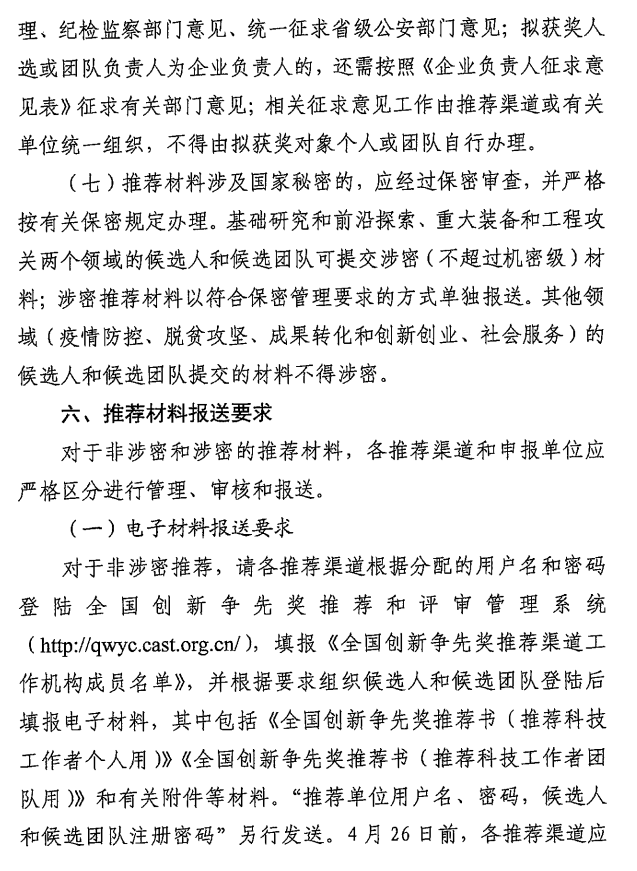 理、纪检监察部门意见、统一征求省级公安部门意见；拟获奖人
选或团队负责人为企业负责人的，还需按照《企业负责人征求意
见表》征求有关部门意见；相关征求意见工作由推荐渠道或有关
单位统一组织，不得由拟获奖对象个人或团队自行办理。
（七）推荐材料涉及国家秘密的，应经过保密审查，并严格
按有关保密规定办理。基础研究和前沿探索、重大装备和工程攻
关两个领域的候选人和候选团队可提交涉密（不超过机密级）材
料；涉密推荐材料以符合保密管理要求的方式单独报送。其他领
域（疫情防控、脱贫攻坚、成果转化和创新创业、社会服务）的
候选人和候选团队提交的材料不得涉密。
六、推荐材料报送要求
对于非涉密和涉密的推荐材料，各推荐渠道和申报单位应
严格区分进行管理、审核和报送。
（一）电子材料报送要求
对于非涉密推荐，请各推荐渠道根据分配的用户名和密码
登陆全国创新争先奖推荐和评审管理系统
（http://qwyc.cast.org.cn/），填报《全国创新争先奖推荐渠道工
作机构成员名单》，并根据要求组织候选人和候选团队登陆后
填报电子材料，其中包括《全国创新争先奖推荐书（推荐科技
工作者个人用）》《全国创新争先奖推荐书（推荐科技工作者团
队用）》和有关附件等材料。“推荐单位用户名、密码，候选人
和候选团队注册密码”另行发送。4月26日前，各推荐渠道应